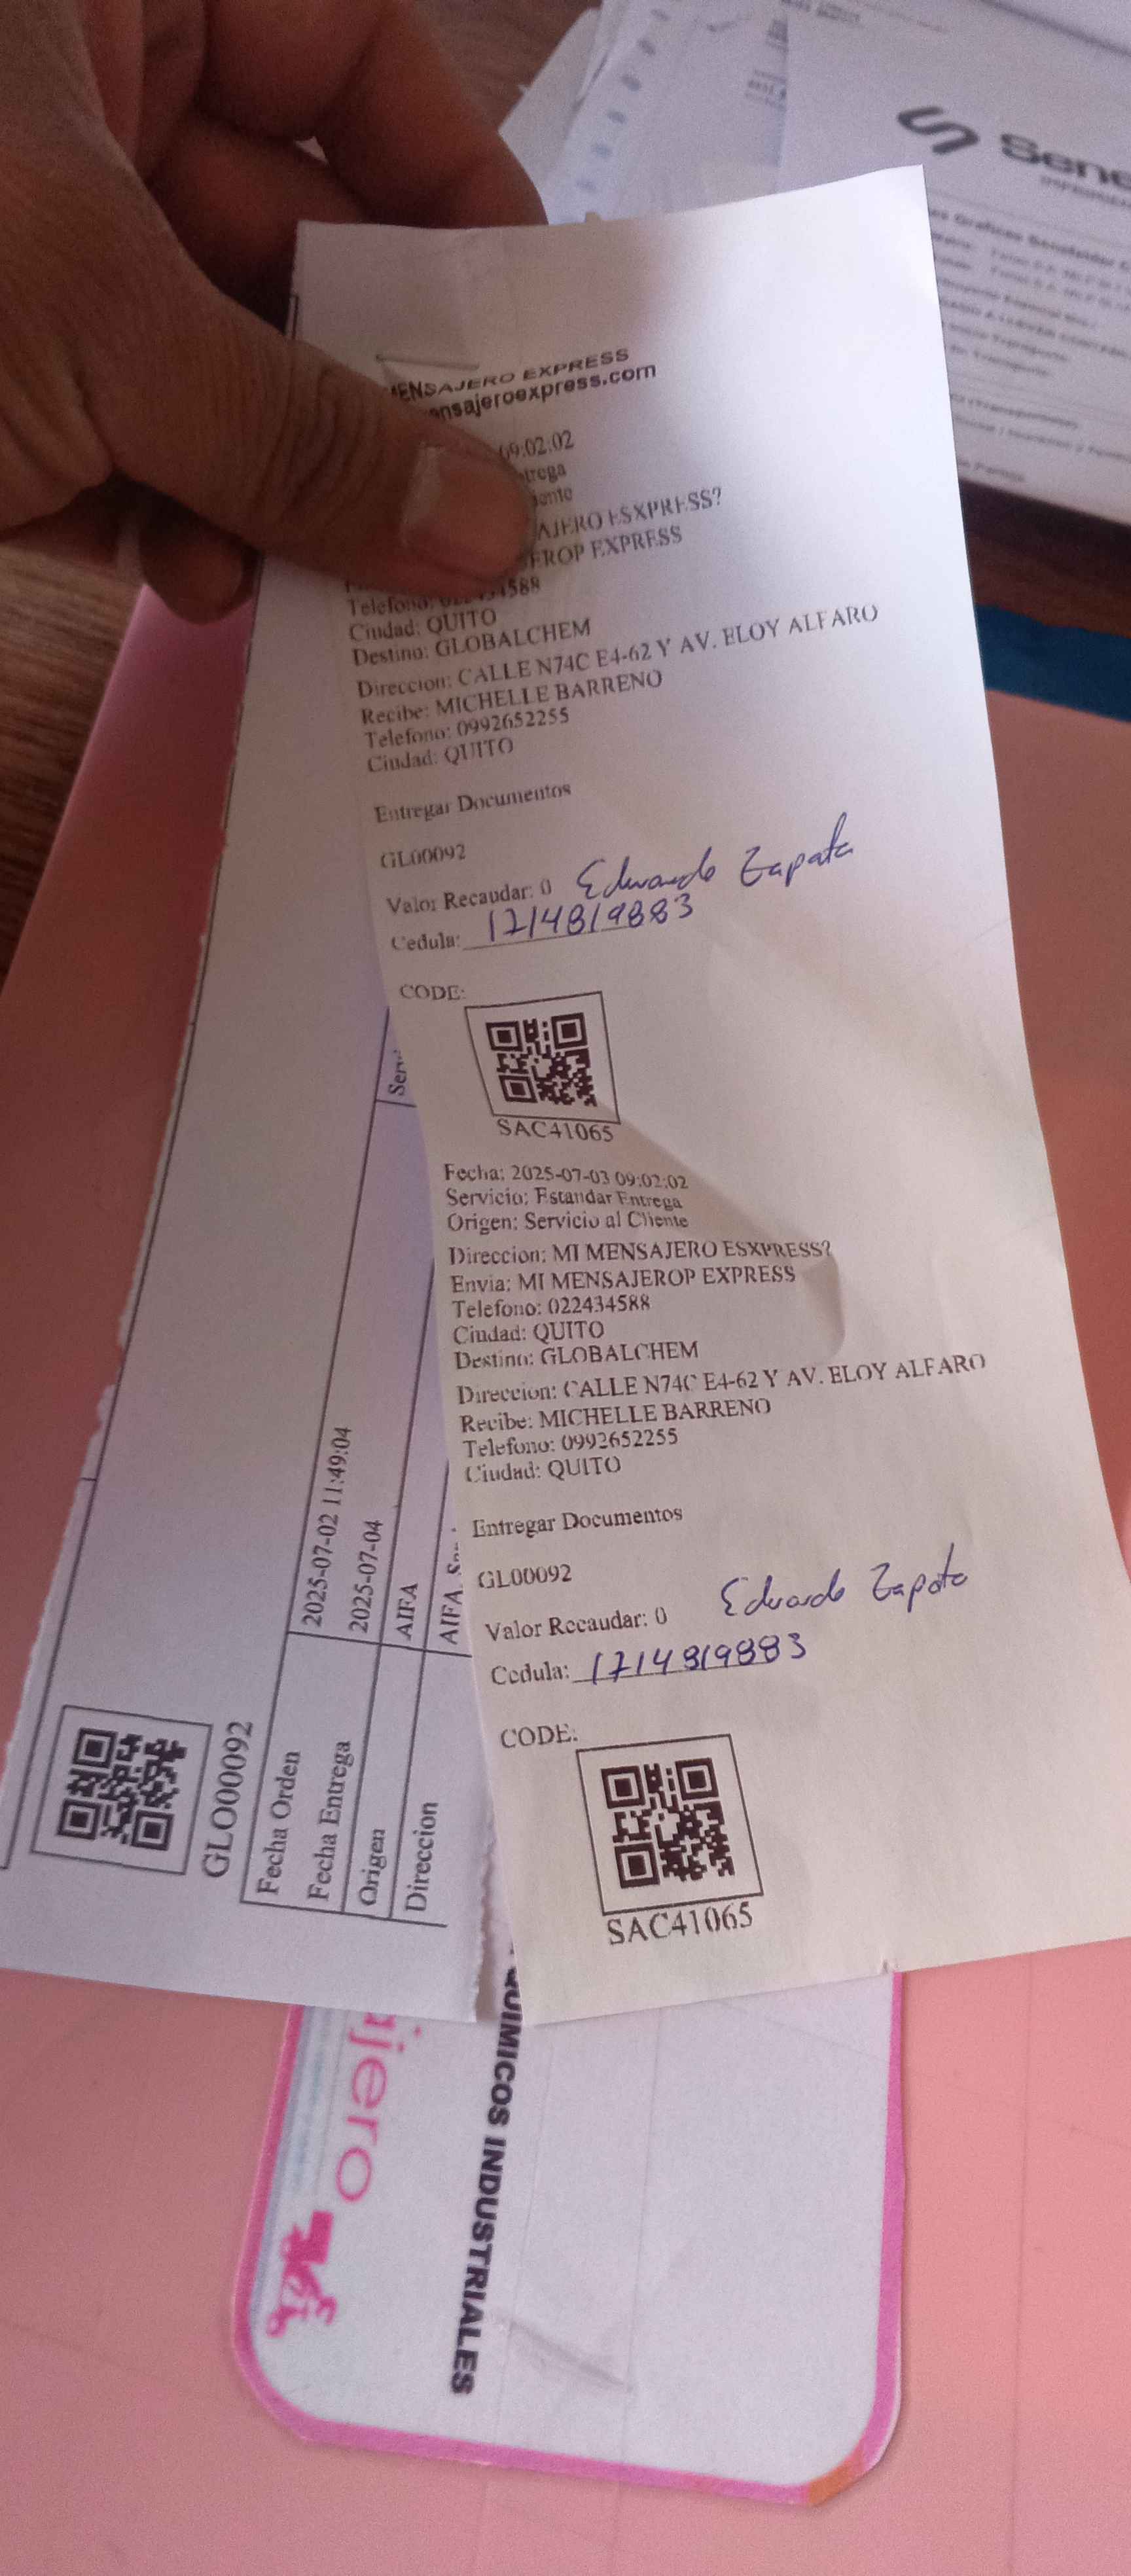 MENSAJERO EXPRESS
ensajeroexpress.com
09:02:02
AJERO ESXPRESS?
EROP EXPRESS
Telefono:
Ciudad: QUITO
Destino: GLOBALCHEM
Direccion: CALLE N74C E4-62 Y AV. ELOY ALFARO
Recibe: MICHELLE BARRENO
Telefono: 0992652255
Ciudad: QUITO
Entregar Documentos
GL00092
Valor Recaudar: 0 Eduardo Zapata
Cedula: 1714819883
CODE:
SAC41065
Fecha: 2025-07-03 09:02:02
Servicio: Estandar Entrega
Origen: Servicio al Cliente
Direccion: MI MENSAJERO ESXPRESS?
Envia: MI MENSAJEROP EXPRESS
Telefono: 022434588
Ciudad: QUITO
Destino: GLOBALCHEM
Direccion: CALLE N74C E4-62 Y AV. ELOY ALFARO
Recibe: MICHELLE BARRENO
Telefono: 0992652255
Ciudad: QUITO
Entregar Documentos
GL00092
Valor Recaudar: 0 Eduardo Zapata
Cedula: 1714819883
CODE:
SAC41065
GLO00092
Fecha Orden 2025-07-02 11:49:04
Fecha Entrega 2025-07-04
Origen AIFA
Direccion AIFA
jero
QUIMICOS INDUSTRIALES
Sene